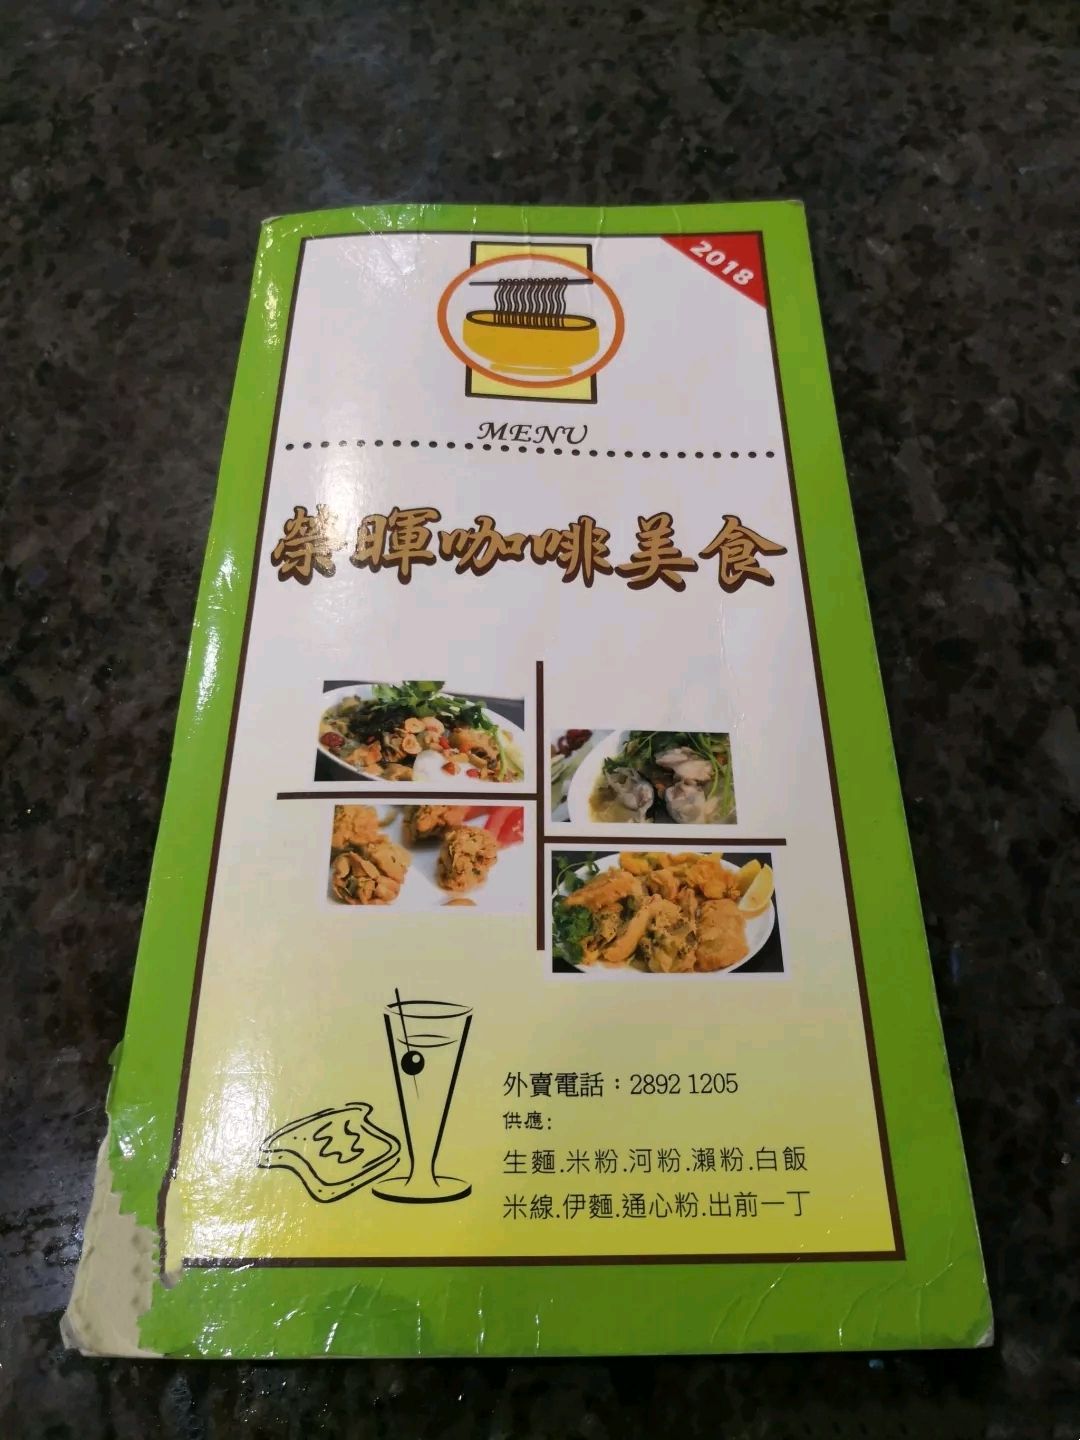 2018
MENU
榮暉咖啡美食
外賣電話：2892 1205
供應:
生麵.米粉.河粉.瀨粉.白飯
米線.伊麵.通心粉.出前一丁